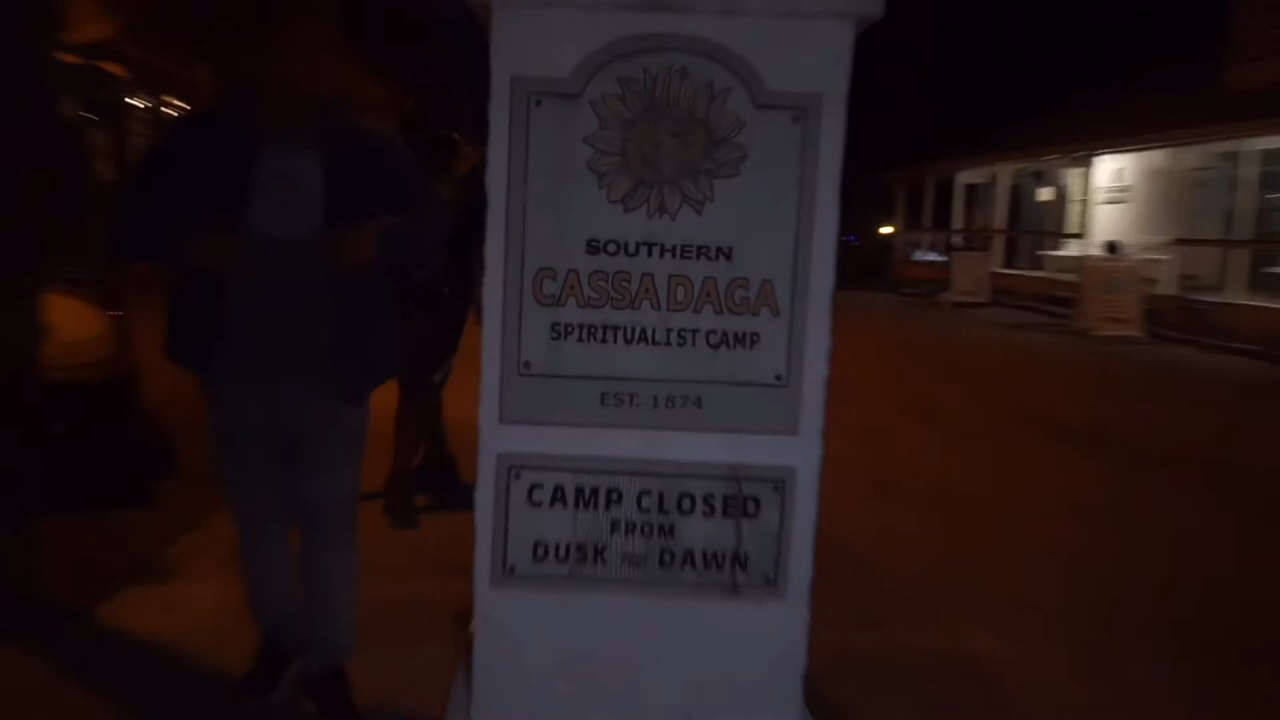 SOUTHERN
CASSADAGA
SPIRITUALIST CAMP
EST. 1874
CAMP CLOSED
FROM
DUSK DAWN